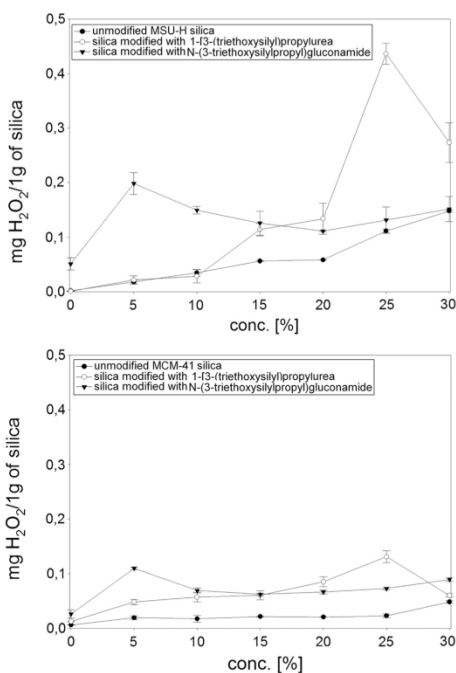 0,5
unmodified MSU-H silica
silica modified with 1-[3-(triethoxysilyl)propylurea
silica modified with N-(3-triethoxysilylpropyl)gluconamide
0,4
0,3
0,2
0,1
0,0
mg H₂O₂/1g of silica
0 5 10 15 20 25 30
conc. [%]
0,5
unmodified MCM-41 silica
silica modified with 1-[3-(triethoxysilyl)propylurea
silica modified with N-(3-triethoxysilylpropyl)gluconamide
0,4
0,3
0,2
0,1
0,0
mg H₂O₂/1g of silica
0 5 10 15 20 25 30
conc. [%]